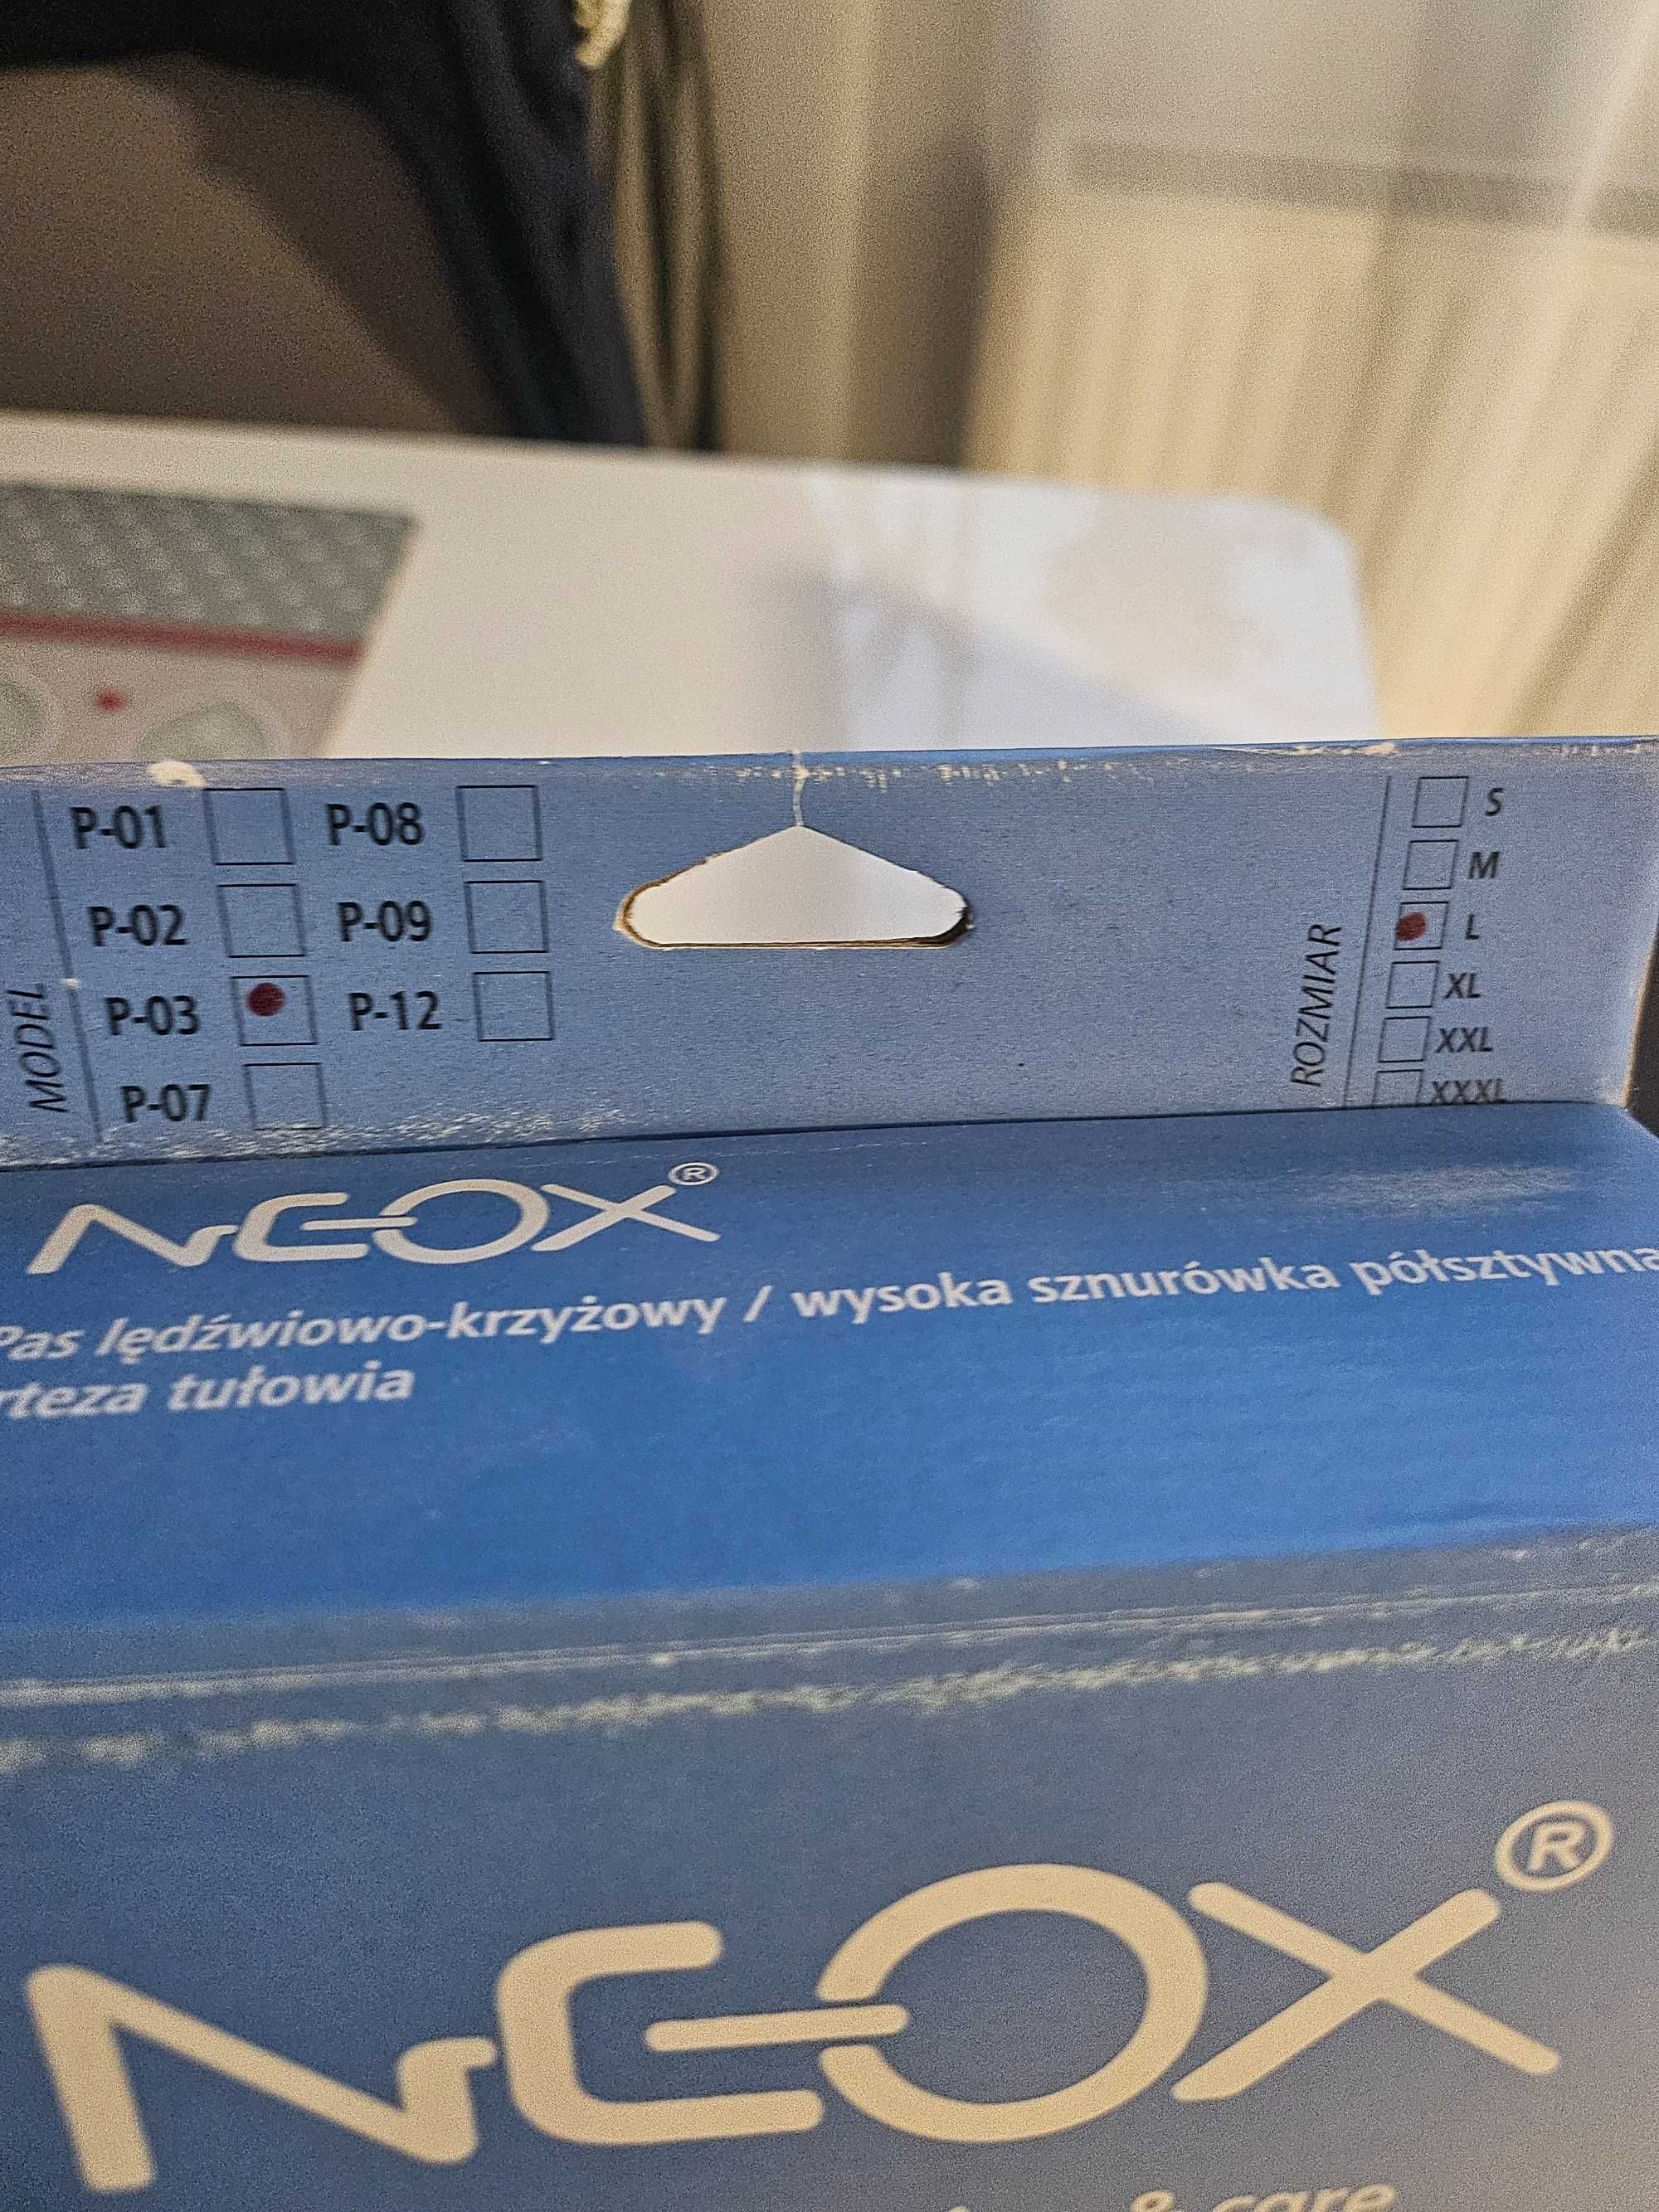 MODEL
P-01 P-08
P-02 P-09
P-03 P-12
P-07
ROZMIAR
S
M
L
XL
XXL
XXXL
NEOX®
Pas lędźwiowo-krzyżowy / wysoka sznurówka półsztywna
rteza tułowia
NEOX®
& care